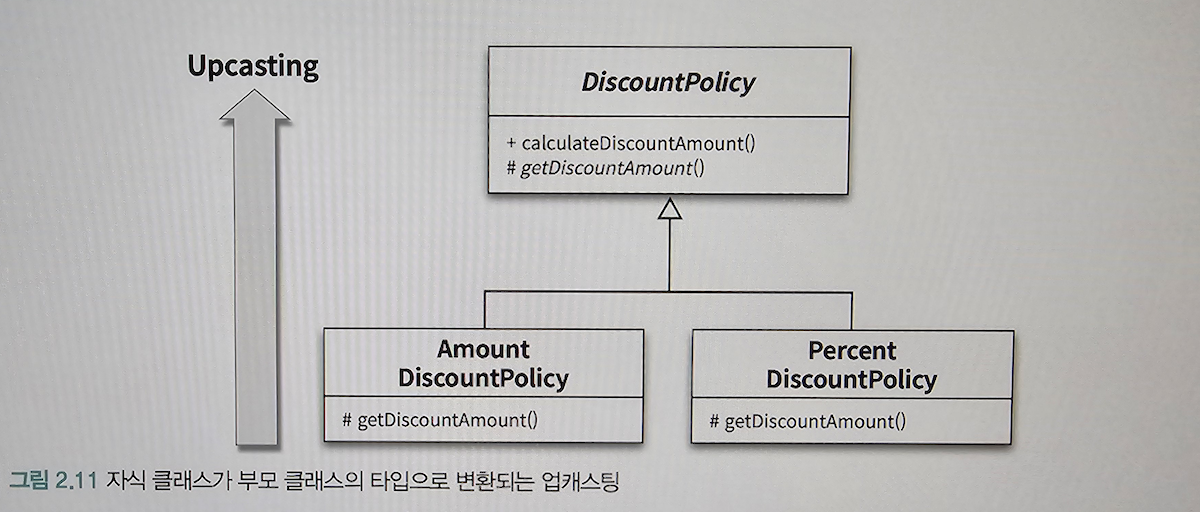 Upcasting
DiscountPolicy
+ calculateDiscountAmount()
# getDiscountAmount()
Amount
DiscountPolicy
# getDiscountAmount()
Percent
DiscountPolicy
# getDiscountAmount()
그림 2.11 자식 클래스가 부모 클래스의 타입으로 변환되는 업캐스팅